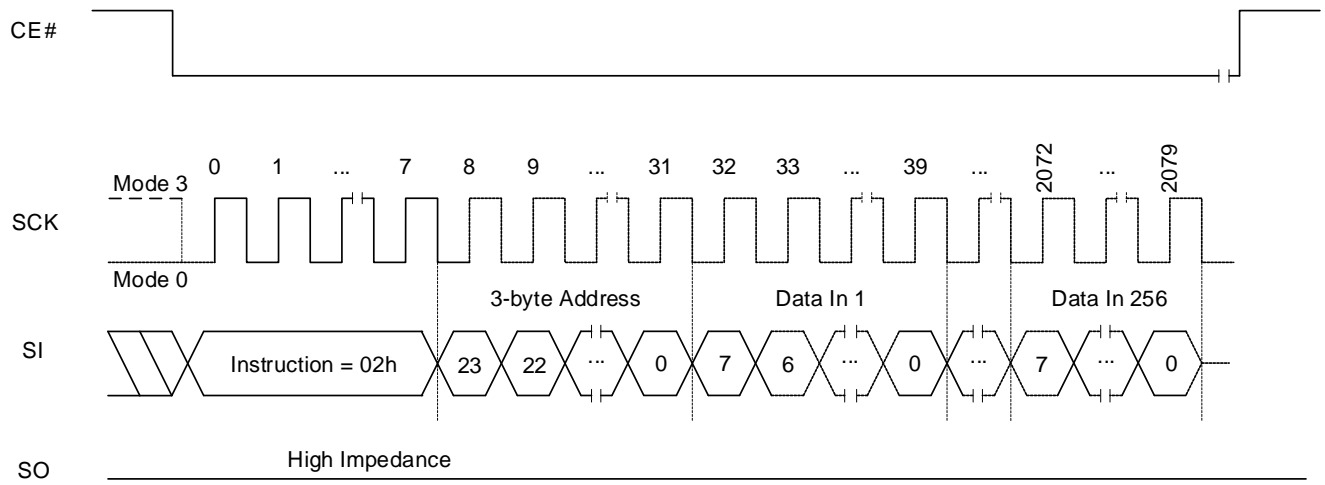 CE#
0 1 ... 7 8 9 ... 31 32 33 ... 39 ... 2072 ... 2079
Mode 3
SCK
Mode 0
3-byte Address Data In 1 Data In 256
SI Instruction = 02h 23 22 ... 0 7 6 ... 0 ... 7 ... 0
High Impedance
SO